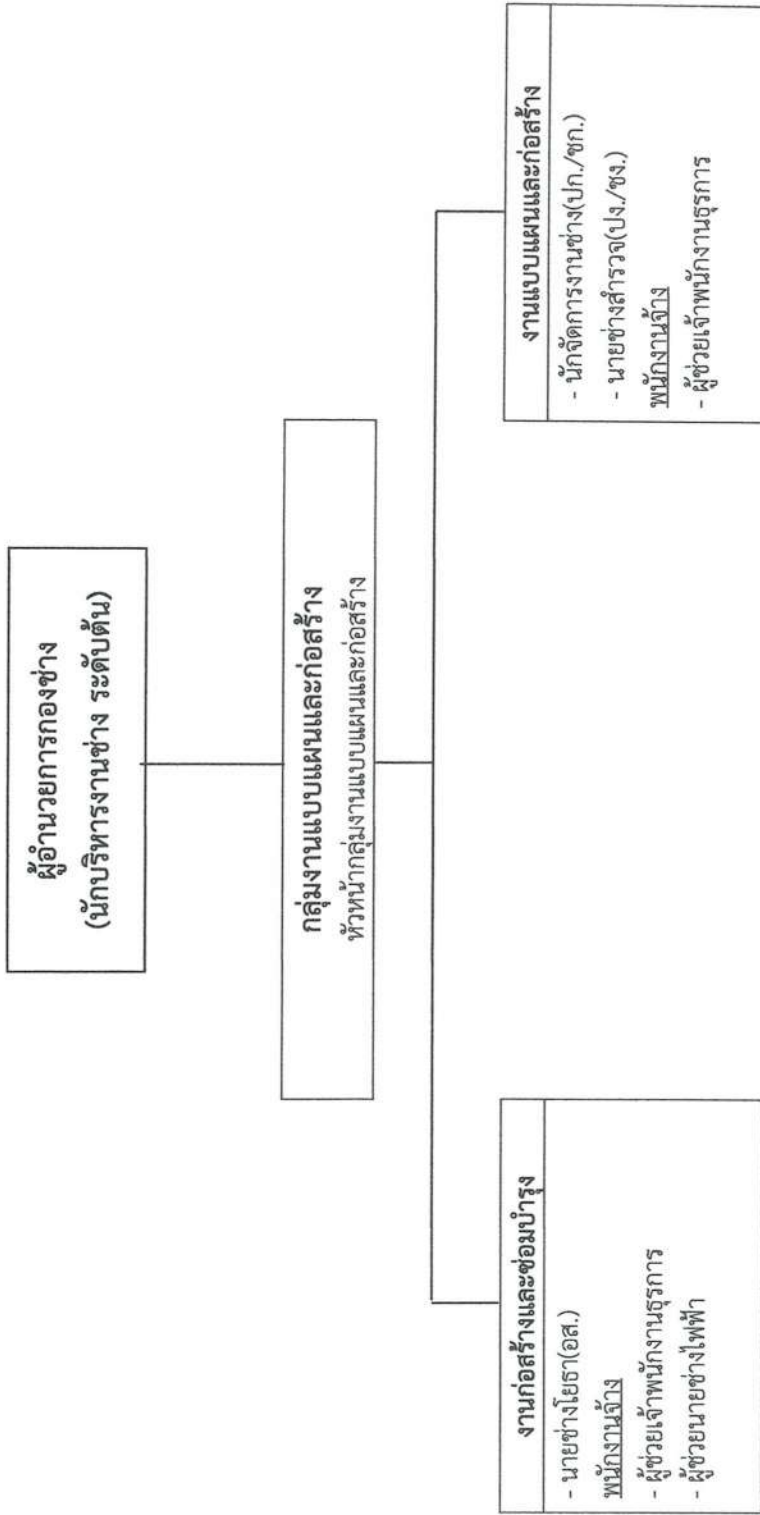 ผู้อำนวยการกองช่าง
(นักบริหารงานช่าง ระดับต้น)
กลุ่มงานแบบแผนและก่อสร้าง
หัวหน้ากลุ่มงานแบบแผนและก่อสร้าง
งานก่อสร้างและซ่อมบำรุง
- นายช่างโยธา(อส.)
พนักงานจ้าง
- ผู้ช่วยเจ้าพนักงานธุรการ
- ผู้ช่วยนายช่างไฟฟ้า
งานแบบแผนและก่อสร้าง
- นักจัดการงานช่าง(ปก./ชก.)
- นายช่างสำรวจ(ปง./ชง.)
พนักงานจ้าง
- ผู้ช่วยเจ้าพนักงานธุรการ